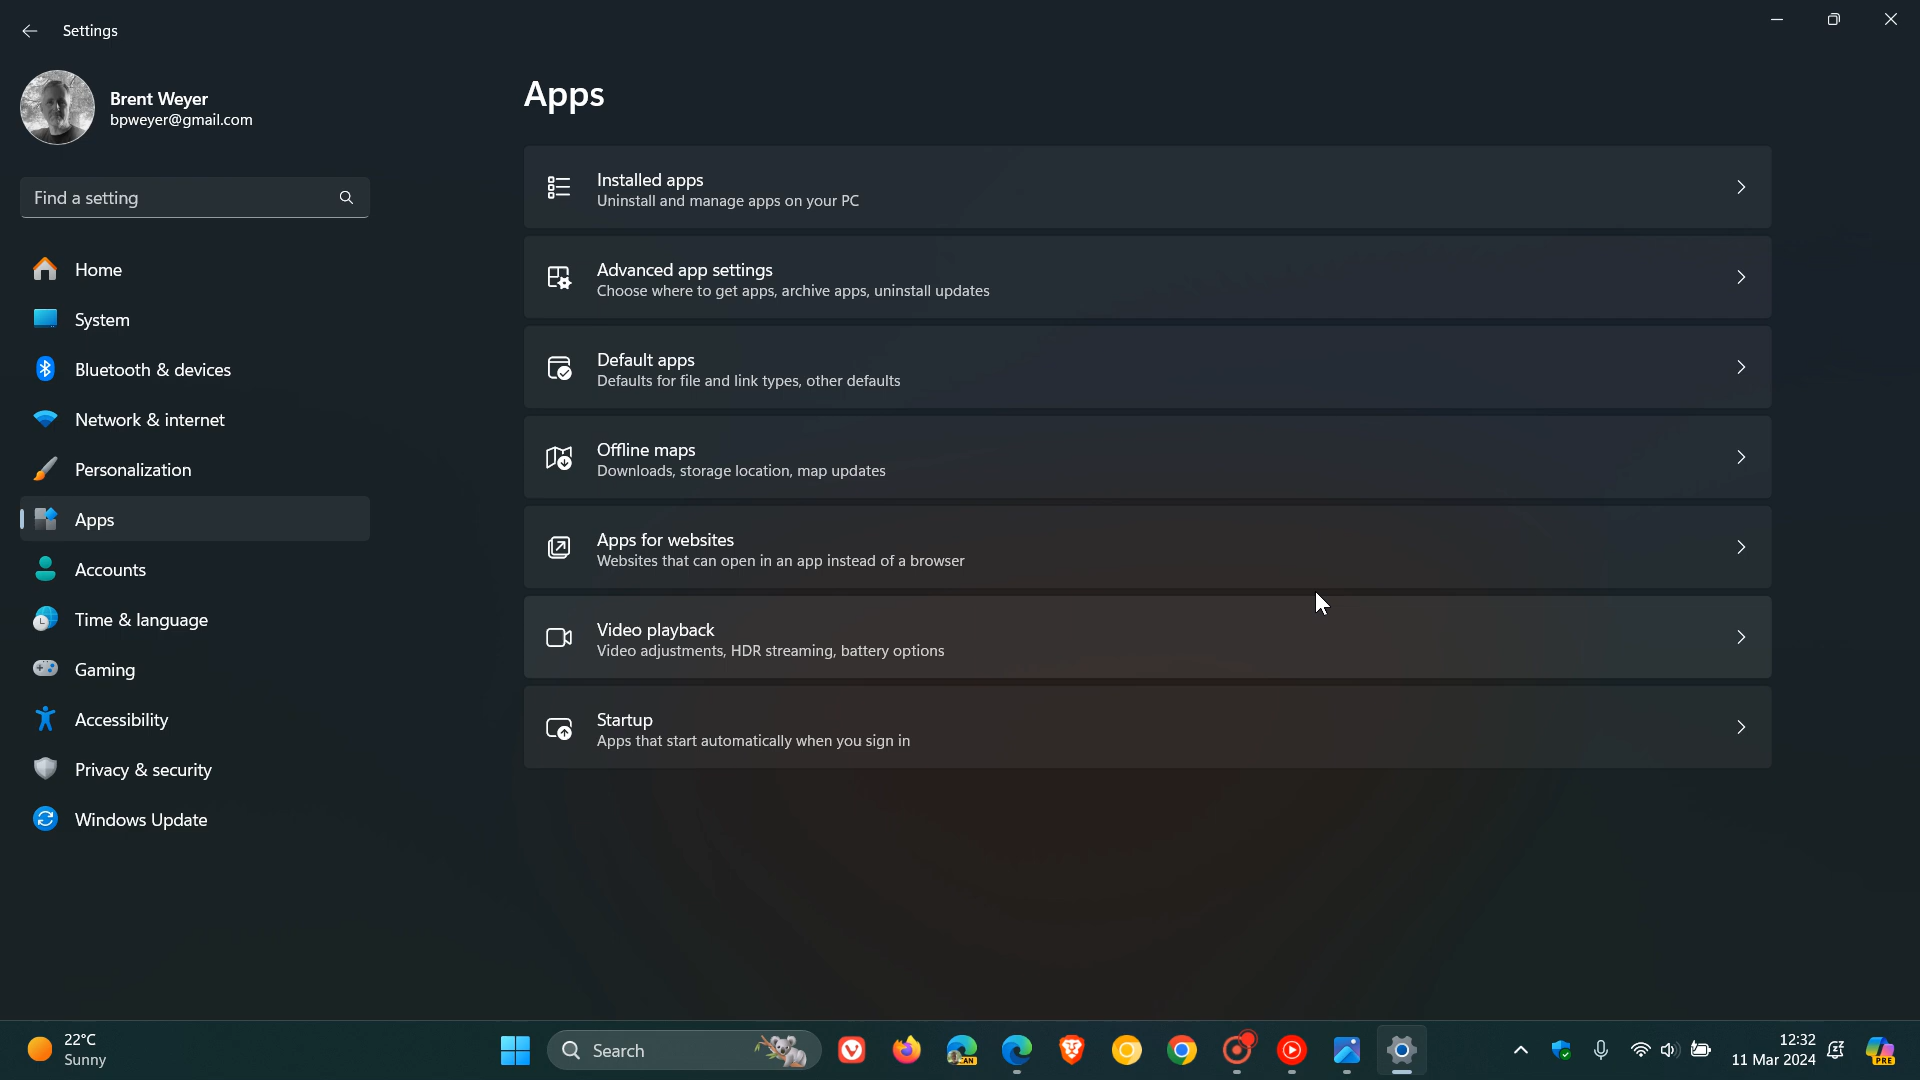 Settings
Brent Weyer
bpweyer@gmail.com
Find a setting
Home
System
Bluetooth & devices
Network & internet
Personalization
Apps
Accounts
Time & language
Gaming
Accessibility
Privacy & security
Windows Update
Apps
Installed apps
Uninstall and manage apps on your PC
Advanced app settings
Choose where to get apps, archive apps, uninstall updates
Default apps
Defaults for file and link types, other defaults
Offline maps
Downloads, storage location, map updates
Apps for websites
Websites that can open in an app instead of a browser
Video playback
Video adjustments, HDR streaming, battery options
Startup
Apps that start automatically when you sign in
22°C
Sunny
Search
CAN
12:32
11 Mar 2024
PRE